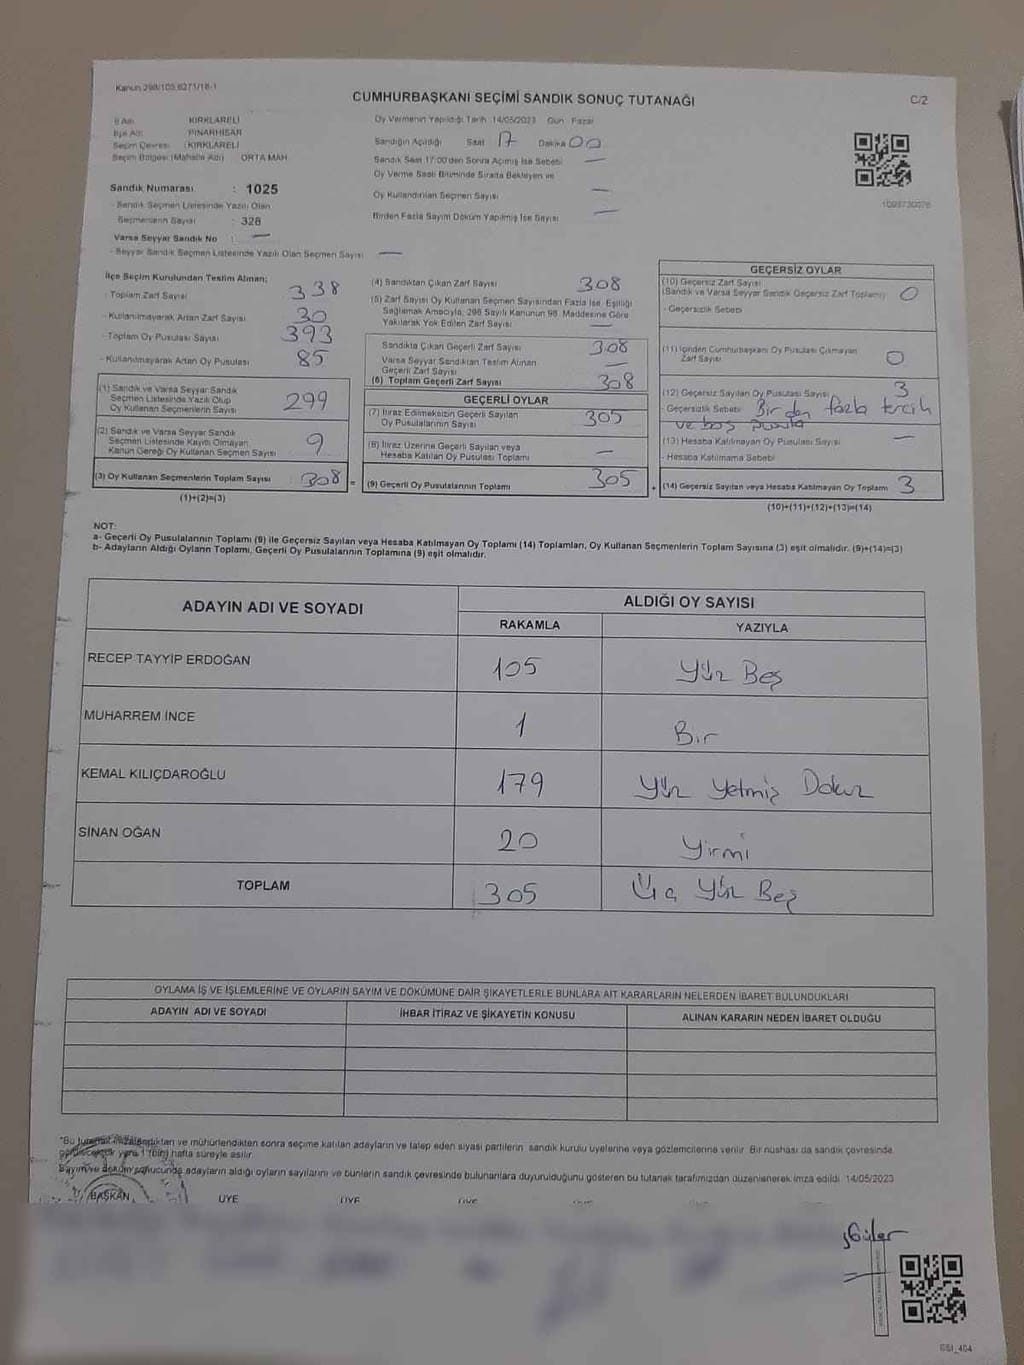 Kanun 298/105,6271/18-1
CUMHURBAŞKANI SEÇİMİ SANDIK SONUÇ TUTANAĞI
C/2
İl Adı : KIRKLARELİ
İlçe Adı : PINARHİSAR
Seçim Çevresi : KIRKLARELİ
Seçim Bölgesi (Mahalle Adı) ORTA MAH.
Oy Vermenin Yapıldığı Tarih : 14/05/2023 Gün : Pazar
Sandığın Açıldığı Saat 17 Dakika 00
Sandık Saat 17:00'den Sonra Açılmış İse Sebebi —
Oy Verme Saati Bitiminde Sırada Bekleyen ve
Oy Kullandırılan Seçmen Sayısı —
Birden Fazla Sayım Döküm Yapılmış İse Sayısı —
Sandık Numarası : 1025
- Sandık Seçmen Listesinde Yazılı Olan
Seçmenlerin Sayısı : 328
Varsa Seyyar Sandık No : —
- Seyyar Sandık Seçmen Listesinde Yazılı Olan Seçmen Sayısı —
İlçe Seçim Kurulundan Teslim Alınan;
- Toplam Zarf Sayısı 338
- Kullanılmayarak Artan Zarf Sayısı 30
- Toplam Oy Pusulası Sayısı 393
- Kullanılmayarak Artan Oy Pusulası 85
(1) Sandık ve Varsa Seyyar Sandık
Seçmen Listesinde Yazılı Olup
Oy Kullanan Seçmenlerin Sayısı 299
(2) Sandık ve Varsa Seyyar Sandık
Seçmen Listesinde Kayıtlı Olmayan
Kanun Gereği Oy Kullanan Seçmen Sayısı 9
(3) Oy Kullanan Seçmenlerin Toplam Sayısı 308 =
(1)+(2)=(3)
(4) Sandıktan Çıkan Zarf Sayısı 308
(5) Zarf Sayısı Oy Kullanan Seçmen Sayısından Fazla İse, Eşitliği
Sağlamak Amacıyla, 298 Sayılı Kanunun 98. Maddesine Göre
Yakılarak Yok Edilen Zarf Sayısı —
Sandıkta Çıkan Geçerli Zarf Sayısı 308
Varsa Seyyar Sandıktan Teslim Alınan
Geçerli Zarf Sayısı —
(6) Toplam Geçerli Zarf Sayısı 308
GEÇERLİ OYLAR
(7) İtiraz Edilmeksizin Geçerli Sayılan
Oy Pusulalarının Sayısı 305
(8) İtiraz Üzerine Geçerli Sayılan veya
Hesaba Katılan Oy Pusulası Toplamı —
(9) Geçerli Oy Pusulalarının Toplamı 305 +
GEÇERSİZ OYLAR
(10) Geçersiz Zarf Sayısı
(Sandık ve Varsa Seyyar Sandık Geçersiz Zarf Toplamı) 0
- Geçersizlik Sebebi
(11) İçinden Cumhurbaşkanı Oy Pusulası Çıkmayan
Zarf Sayısı 0
(12) Geçersiz Sayılan Oy Pusulası Sayısı 3
- Geçersizlik Sebebi Bir den fazla tercih
ve boş pusula
(13) Hesaba Katılmayan Oy Pusulası Sayısı —
- Hesaba Katılmama Sebebi
(14) Geçersiz Sayılan veya Hesaba Katılmayan Oy Toplamı 3
(10)+(11)+(12)+(13)=(14)
NOT:
a- Geçerli Oy Pusulalarının Toplamı (9) ile Geçersiz Sayılan veya Hesaba Katılmayan Oy Toplamı (14) Toplamları, Oy Kullanan Seçmenlerin Toplam Sayısına (3) eşit olmalıdır. (9)+(14)=(3)
b- Adayların Aldığı Oyların Toplamı, Geçerli Oy Pusulalarının Toplamına (9) eşit olmalıdır.
ADAYIN ADI VE SOYADI ALDIĞI OY SAYISI
RAKAMLA YAZIYLA
RECEP TAYYİP ERDOĞAN 105 Yüz Beş
MUHARREM İNCE 1 Bir
KEMAL KILIÇDAROĞLU 179 Yüz Yetmiş Dokuz
SİNAN OĞAN 20 Yirmi
TOPLAM 305 Üç Yüz Beş
OYLAMA İŞ VE İŞLEMLERİNE VE OYLARIN SAYIM VE DÖKÜMÜNE DAİR ŞİKAYETLERLE BUNLARA AİT KARARLARIN NELERDEN İBARET BULUNDUKLARI
ADAYIN ADI VE SOYADI İHBAR İTİRAZ VE ŞİKAYETİN KONUSU ALINAN KARARIN NEDEN İBARET OLDUĞU
*Bu tutanak imzalandıktan ve mühürlendikten sonra seçime katılan adayların ve talep eden siyasi partilerin sandık kurulu üyelerine veya gözlemcilerine verilir. Bir nüshası da sandık çevresinde
görülebilecek yere 1 (bir) hafta süreyle asılır.
Sayım ve döküm sonucunda adayların aldığı oyların sayılarını ve bunların sandık çevresinde bulunanlara duyurulduğunu gösteren bu tutanak tarafımızdan düzenlenerek imza edildi. 14/05/2023
BAŞKAN ÜYE ÜYE ÜYE